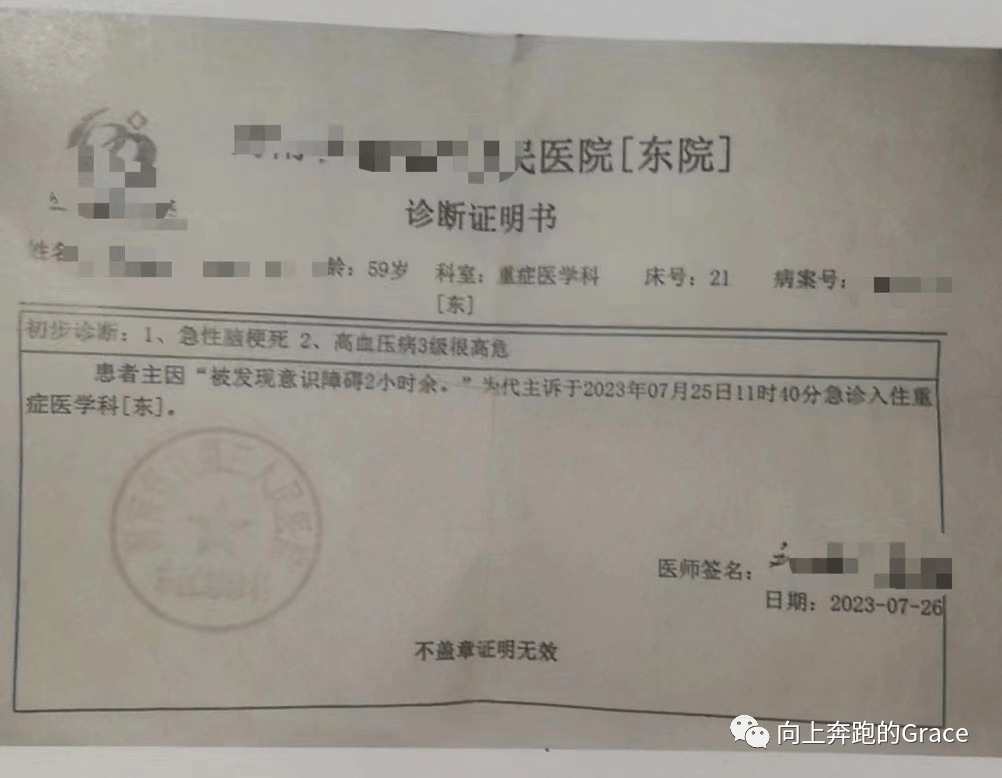 民医院[东院]
诊断证明书
姓名
龄：59岁 科室：重症医学科 床号：21 病案号：
[东]
初步诊断：1、急性脑梗死 2、高血压病3级很高危
患者主因“被发现意识障碍2小时余。”为代主诉于2023年07月25日11时40分急诊入住重
症医学科[东]。
医师签名：
日期：2023-07-26
不盖章证明无效
向上奔跑的Grace